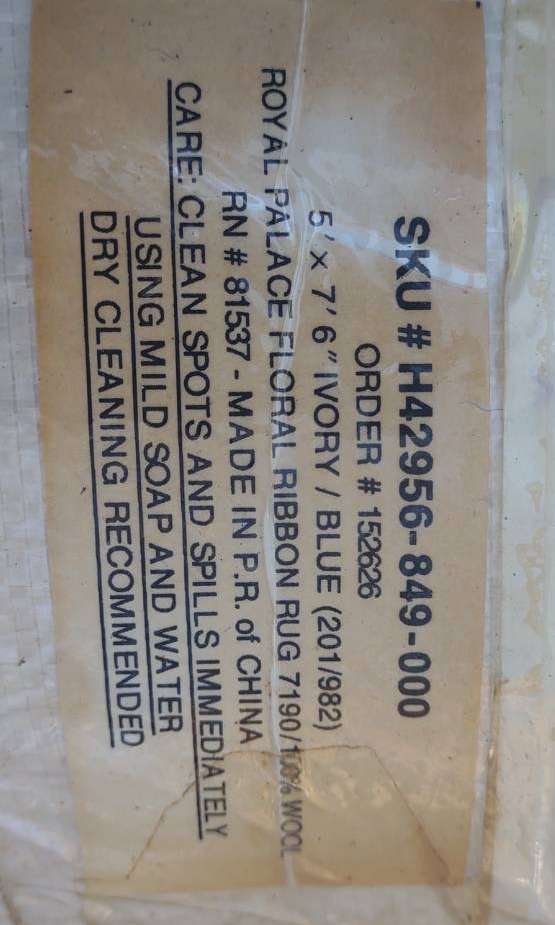 SKU # H42956-849-000
ORDER # 152626
5' x 7' 6" IVORY / BLUE (201/982)
ROYAL PALACE FLORAL RIBBON RUG 7190/100% WOOL
RN # 81537 - MADE IN P.R. of CHINA
CARE: CLEAN SPOTS AND SPILLS IMMEDIATELY
USING MILD SOAP AND WATER
DRY CLEANING RECOMMENDED